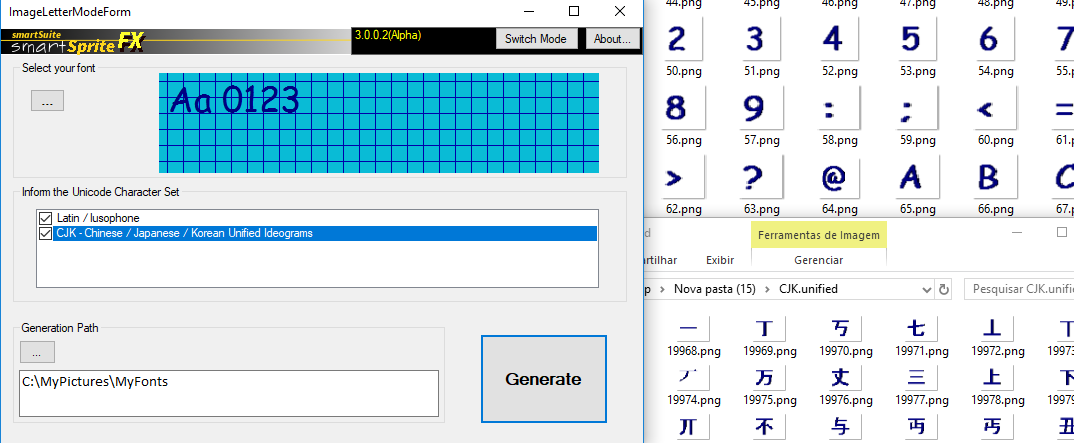 ImageLetterModeForm
smartSuite
smartSpriteFX
3.0.0.2(Alpha)
Switch Mode
About...
Select your font
...
Aa 0123
Inform the Unicode Character Set
Latin / lusophone
CJK - Chinese / Japanese / Korean Unified Ideograms
Generation Path
...
C:\MyPictures\MyFonts
Generate
44.png 45.png 46.png 47.png 48.png 49.png
2 3 4 5 6 7
50.png 51.png 52.png 53.png 54.png 55.
8 9 : ; < =
56.png 57.png 58.png 59.png 60.png 61.
> ? @ A B C
62.png 63.png 64.png 65.png 66.png 67.
d
Ferramentas de Imagem
artilhar Exibir Gerenciar
p > Nova pasta (15) > CJK.unified
Pesquisar CJK.unifie
一 丁 丂 七 丄 丅
19968.png 19969.png 19970.png 19971.png 19972.png 19973
丆 万 丈 三 上 下
19974.png 19975.png 19976.png 19977.png 19978.png 19979
丌 不 与 丏 丐 丑